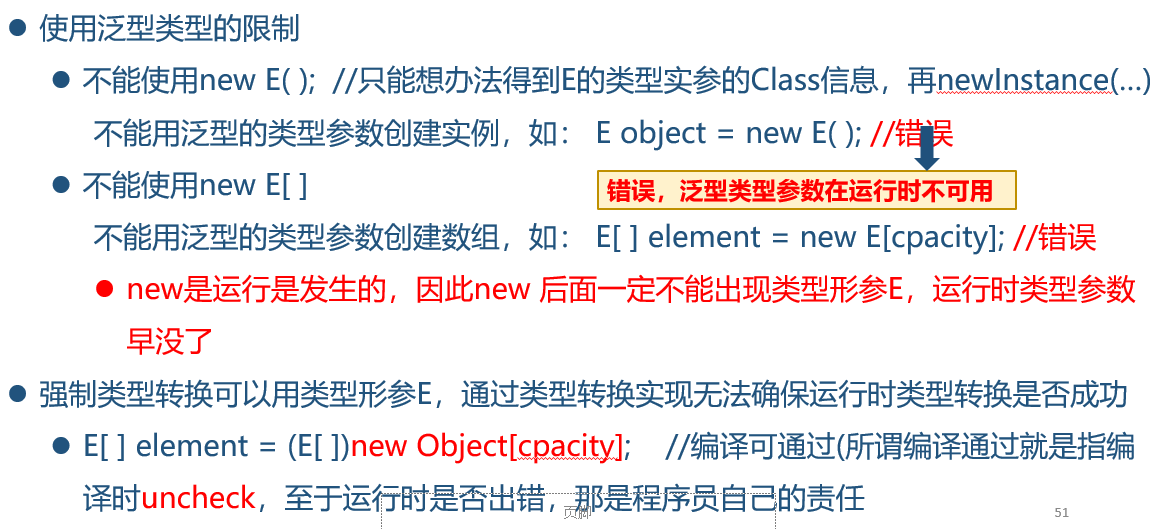 使用泛型类型的限制
不能使用new E( );  //只能想办法得到E的类型实参的Class信息，再newInstance(...)
不能用泛型的类型参数创建实例，如： E object = new E( ); //错误
不能使用new E[ ]
错误，泛型类型参数在运行时不可用
不能用泛型的类型参数创建数组，如： E[ ] element = new E[cpacity]; //错误
new是运行是发生的，因此new 后面一定不能出现类型形参E，运行时类型参数
早没了
强制类型转换可以用类型形参E，通过类型转换实现无法确保运行时类型转换是否成功
E[ ] element = (E[ ])new Object[cpacity];    //编译可通过(所谓编译通过就是指编
译时uncheck，至于运行时是否出错，那是程序员自己的责任
页脚
51